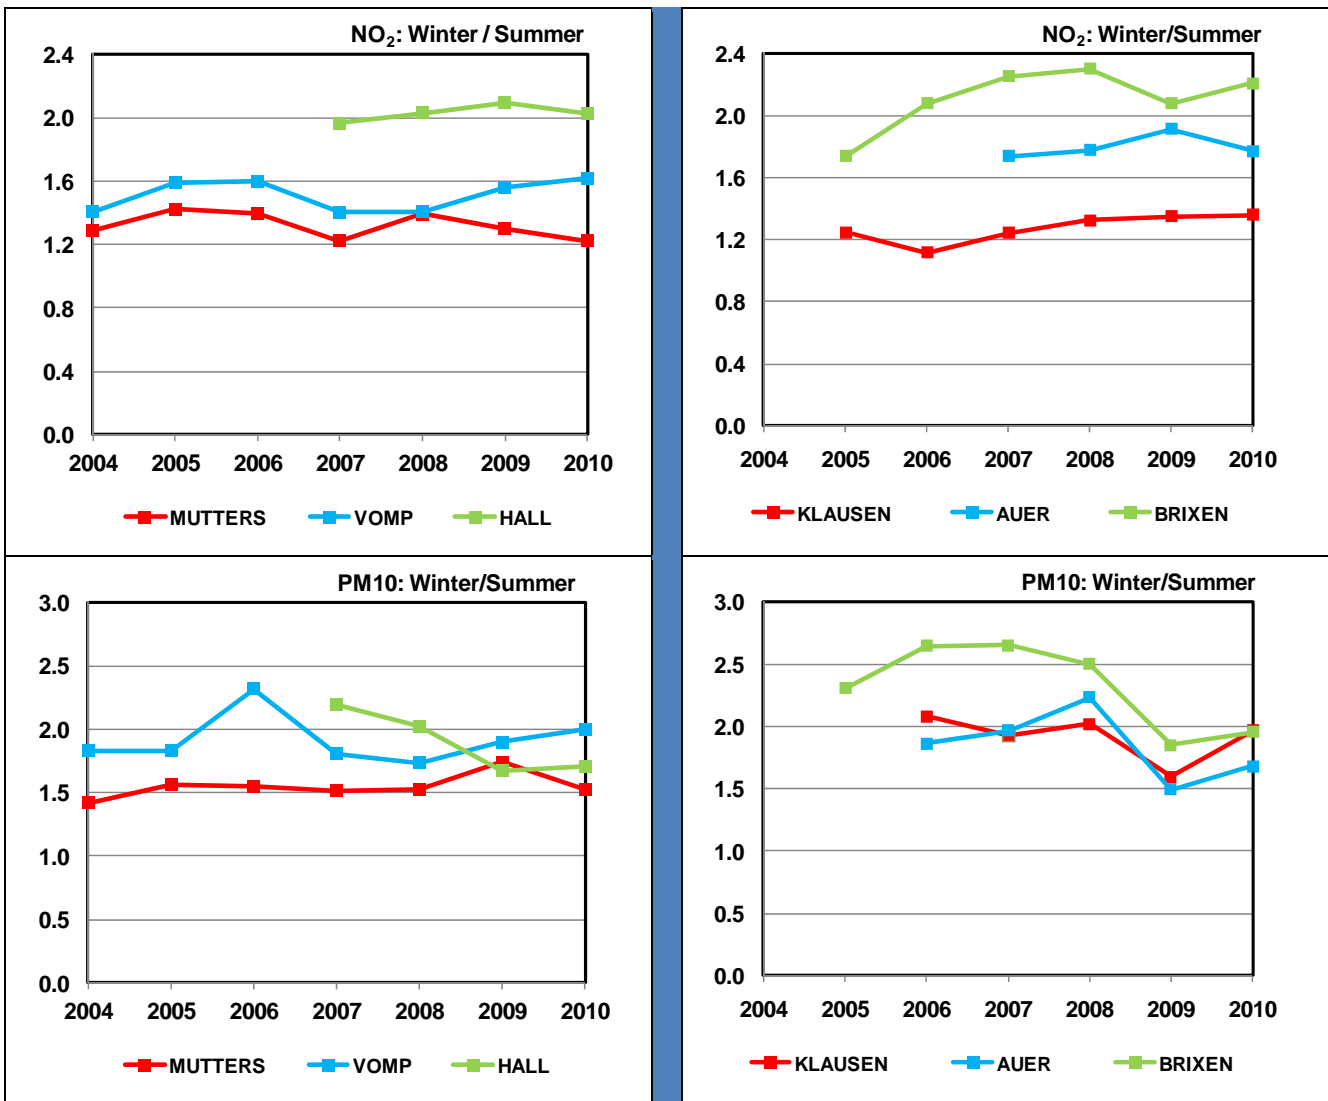 NO2: Winter / Summer
2.4
2.0
1.6
1.2
0.8
0.4
0.0
2004 2005 2006 2007 2008 2009 2010
MUTTERS VOMP HALL
NO2: Winter/Summer
2.4
2.0
1.6
1.2
0.8
0.4
0.0
2004 2005 2006 2007 2008 2009 2010
KLAUSEN AUER BRIXEN
PM10: Winter/Summer
3.0
2.5
2.0
1.5
1.0
0.5
0.0
2004 2005 2006 2007 2008 2009 2010
MUTTERS VOMP HALL
PM10: Winter/Summer
3.0
2.5
2.0
1.5
1.0
0.5
0.0
2004 2005 2006 2007 2008 2009 2010
KLAUSEN AUER BRIXEN